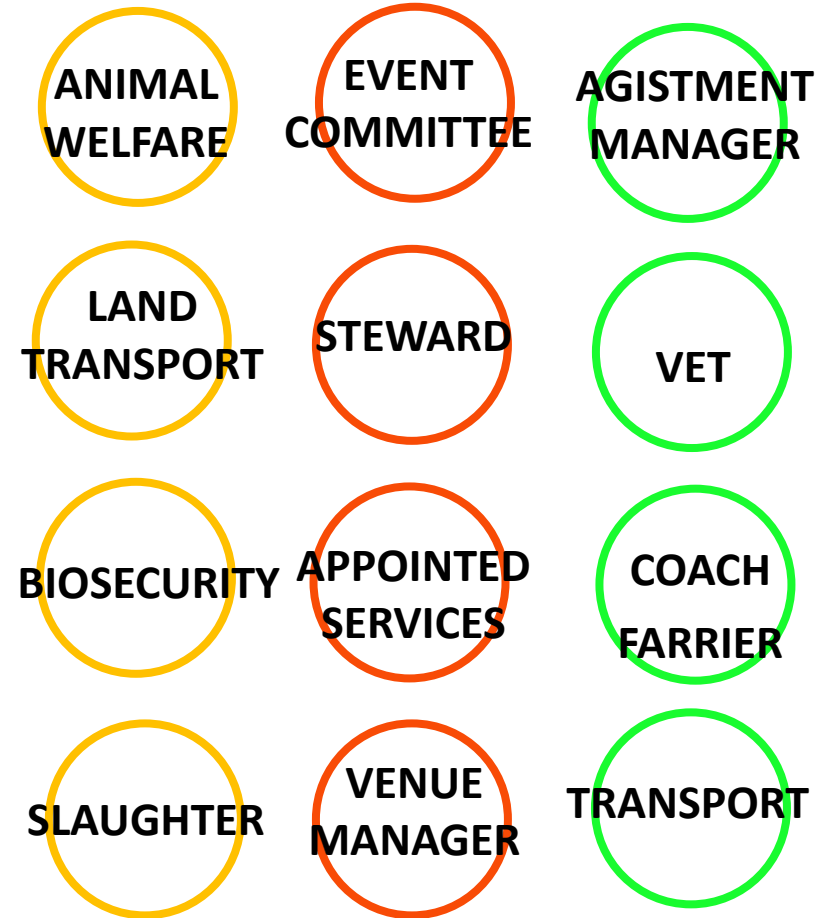 ANIMAL
WELFARE
EVENT
COMMITTEE
AGISTMENT
MANAGER
LAND
TRANSPORT
STEWARD
VET
BIOSECURITY
APPOINTED
SERVICES
COACH
FARRIER
SLAUGHTER
VENUE
MANAGER
TRANSPORT